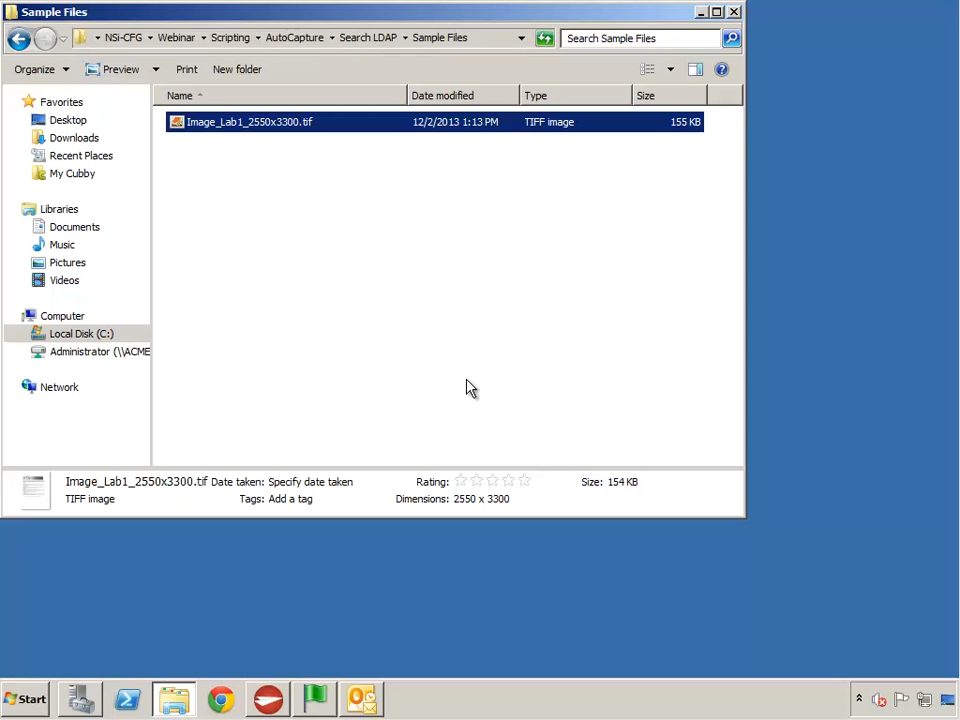 Sample Files
NSi-CFG Webinar Scripting AutoCapture Search LDAP Sample Files Search Sample Files
Organize Preview Print New folder
Name Date modified Type Size
Favorites
Image_Lab1_2550x3300.tif 12/2/2013 1:13 PM TIFF image 155 KB
Desktop
Downloads
Recent Places
My Cubby
Libraries
Documents
Music
Pictures
Videos
Computer
Local Disk (C:)
Administrator (\\ACME
Network
Image_Lab1_2550x3300.tif Date taken: Specify date taken Rating: Size: 154 KB
TIFF image Tags: Add a tag Dimensions: 2550 x 3300
Start